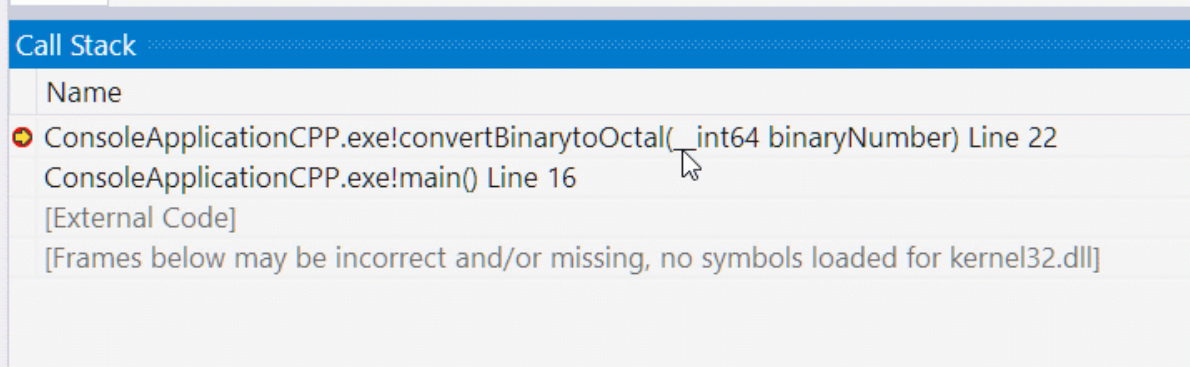 Call Stack
Name
ConsoleApplicationCPP.exe!convertBinarytoOctal(__int64 binaryNumber) Line 22
ConsoleApplicationCPP.exe!main() Line 16
[External Code]
[Frames below may be incorrect and/or missing, no symbols loaded for kernel32.dll]